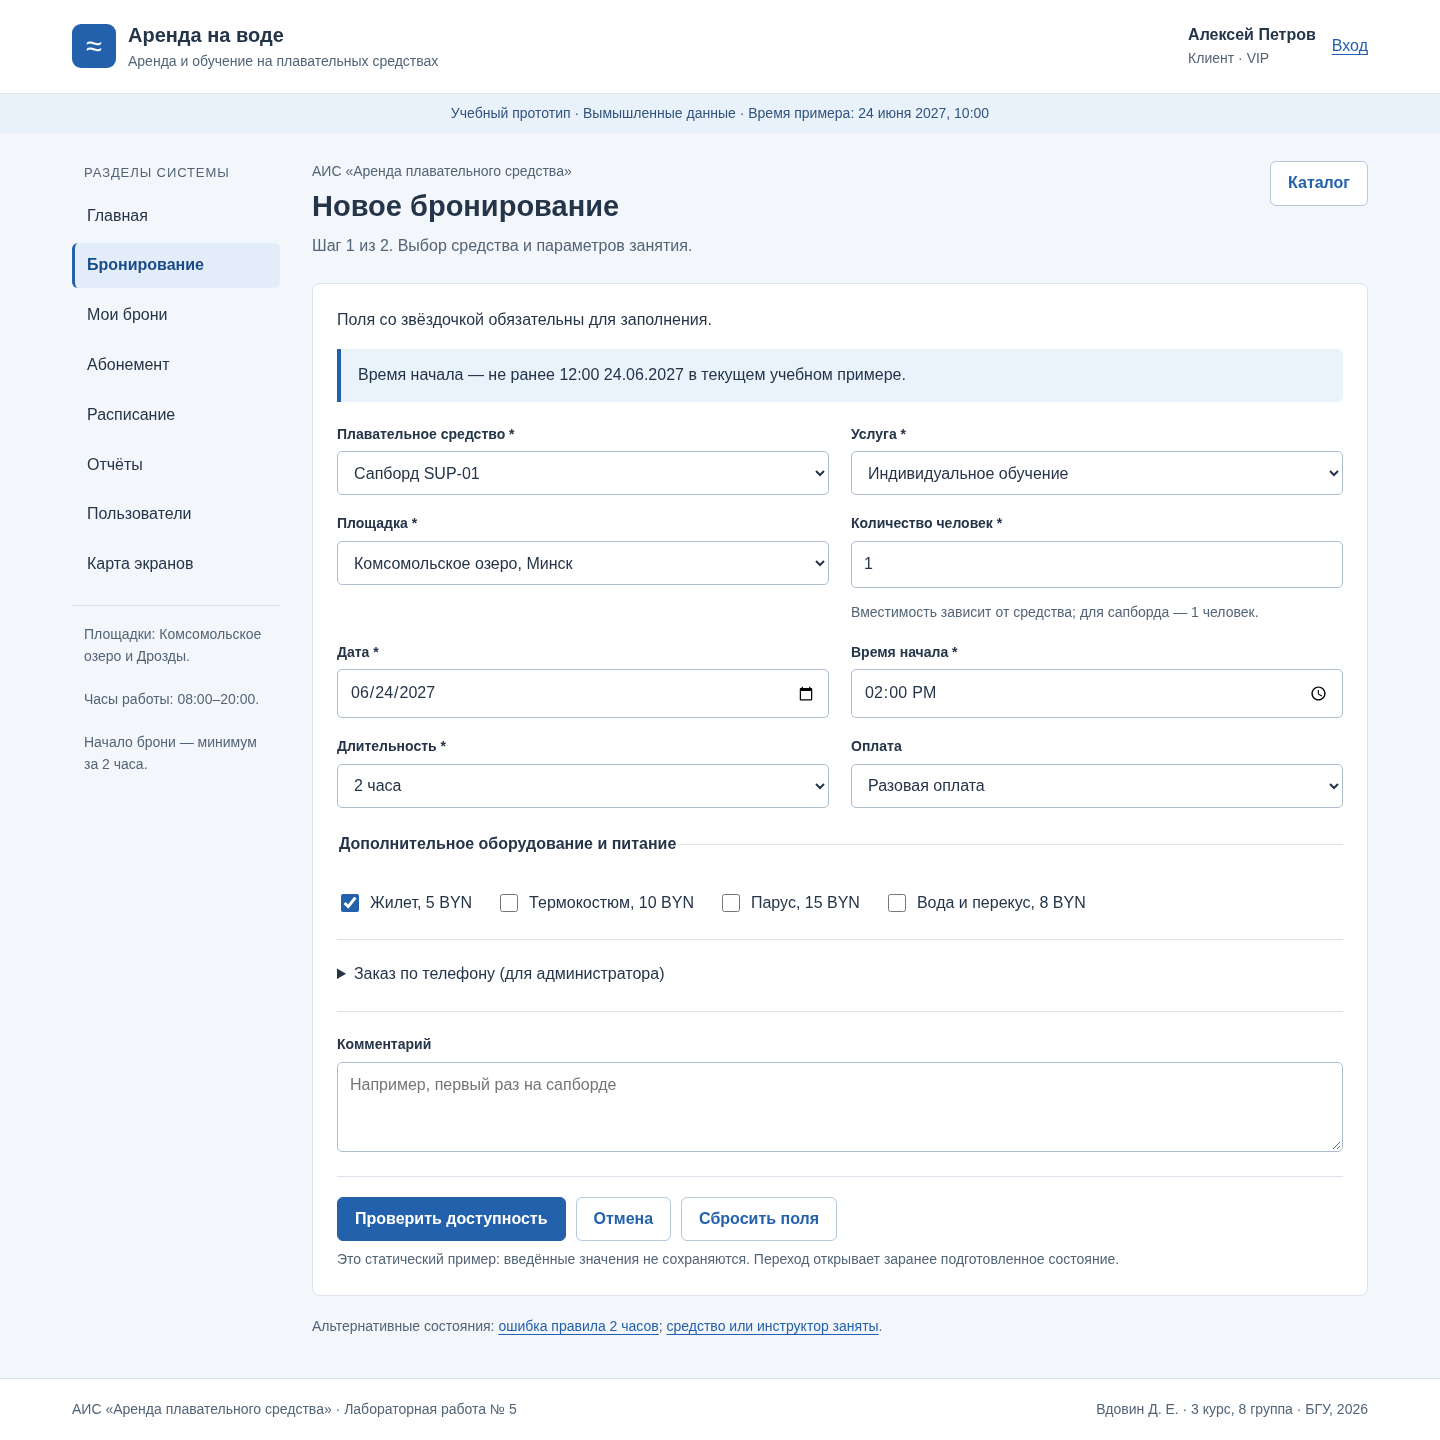 ≈
Аренда на воде
Аренда и обучение на плавательных средствах
Алексей Петров
Клиент · VIP
Вход
Учебный прототип · Вымышленные данные · Время примера: 24 июня 2027, 10:00
РАЗДЕЛЫ СИСТЕМЫ
Главная
Бронирование
Мои брони
Абонемент
Расписание
Отчёты
Пользователи
Карта экранов
Площадки: Комсомольское
озеро и Дрозды.
Часы работы: 08:00–20:00.
Начало брони — минимум
за 2 часа.
АИС «Аренда плавательного средства»
Новое бронирование
Шаг 1 из 2. Выбор средства и параметров занятия.
Каталог
Поля со звёздочкой обязательны для заполнения.
Время начала — не ранее 12:00 24.06.2027 в текущем учебном примере.
Плавательное средство *
Услуга *
Сапборд SUP-01
Индивидуальное обучение
Площадка *
Количество человек *
Комсомольское озеро, Минск
1
Вместимость зависит от средства; для сапборда — 1 человек.
Дата *
Время начала *
06/24/2027
02:00 PM
Длительность *
Оплата
2 часа
Разовая оплата
Дополнительное оборудование и питание
Жилет, 5 BYN
Термокостюм, 10 BYN
Парус, 15 BYN
Вода и перекус, 8 BYN
Заказ по телефону (для администратора)
Комментарий
Например, первый раз на сапборде
Проверить доступность
Отмена
Сбросить поля
Это статический пример: введённые значения не сохраняются. Переход открывает заранее подготовленное состояние.
Альтернативные состояния: ошибка правила 2 часов; средство или инструктор заняты.
АИС «Аренда плавательного средства» · Лабораторная работа № 5
Вдовин Д. Е. · 3 курс, 8 группа · БГУ, 2026